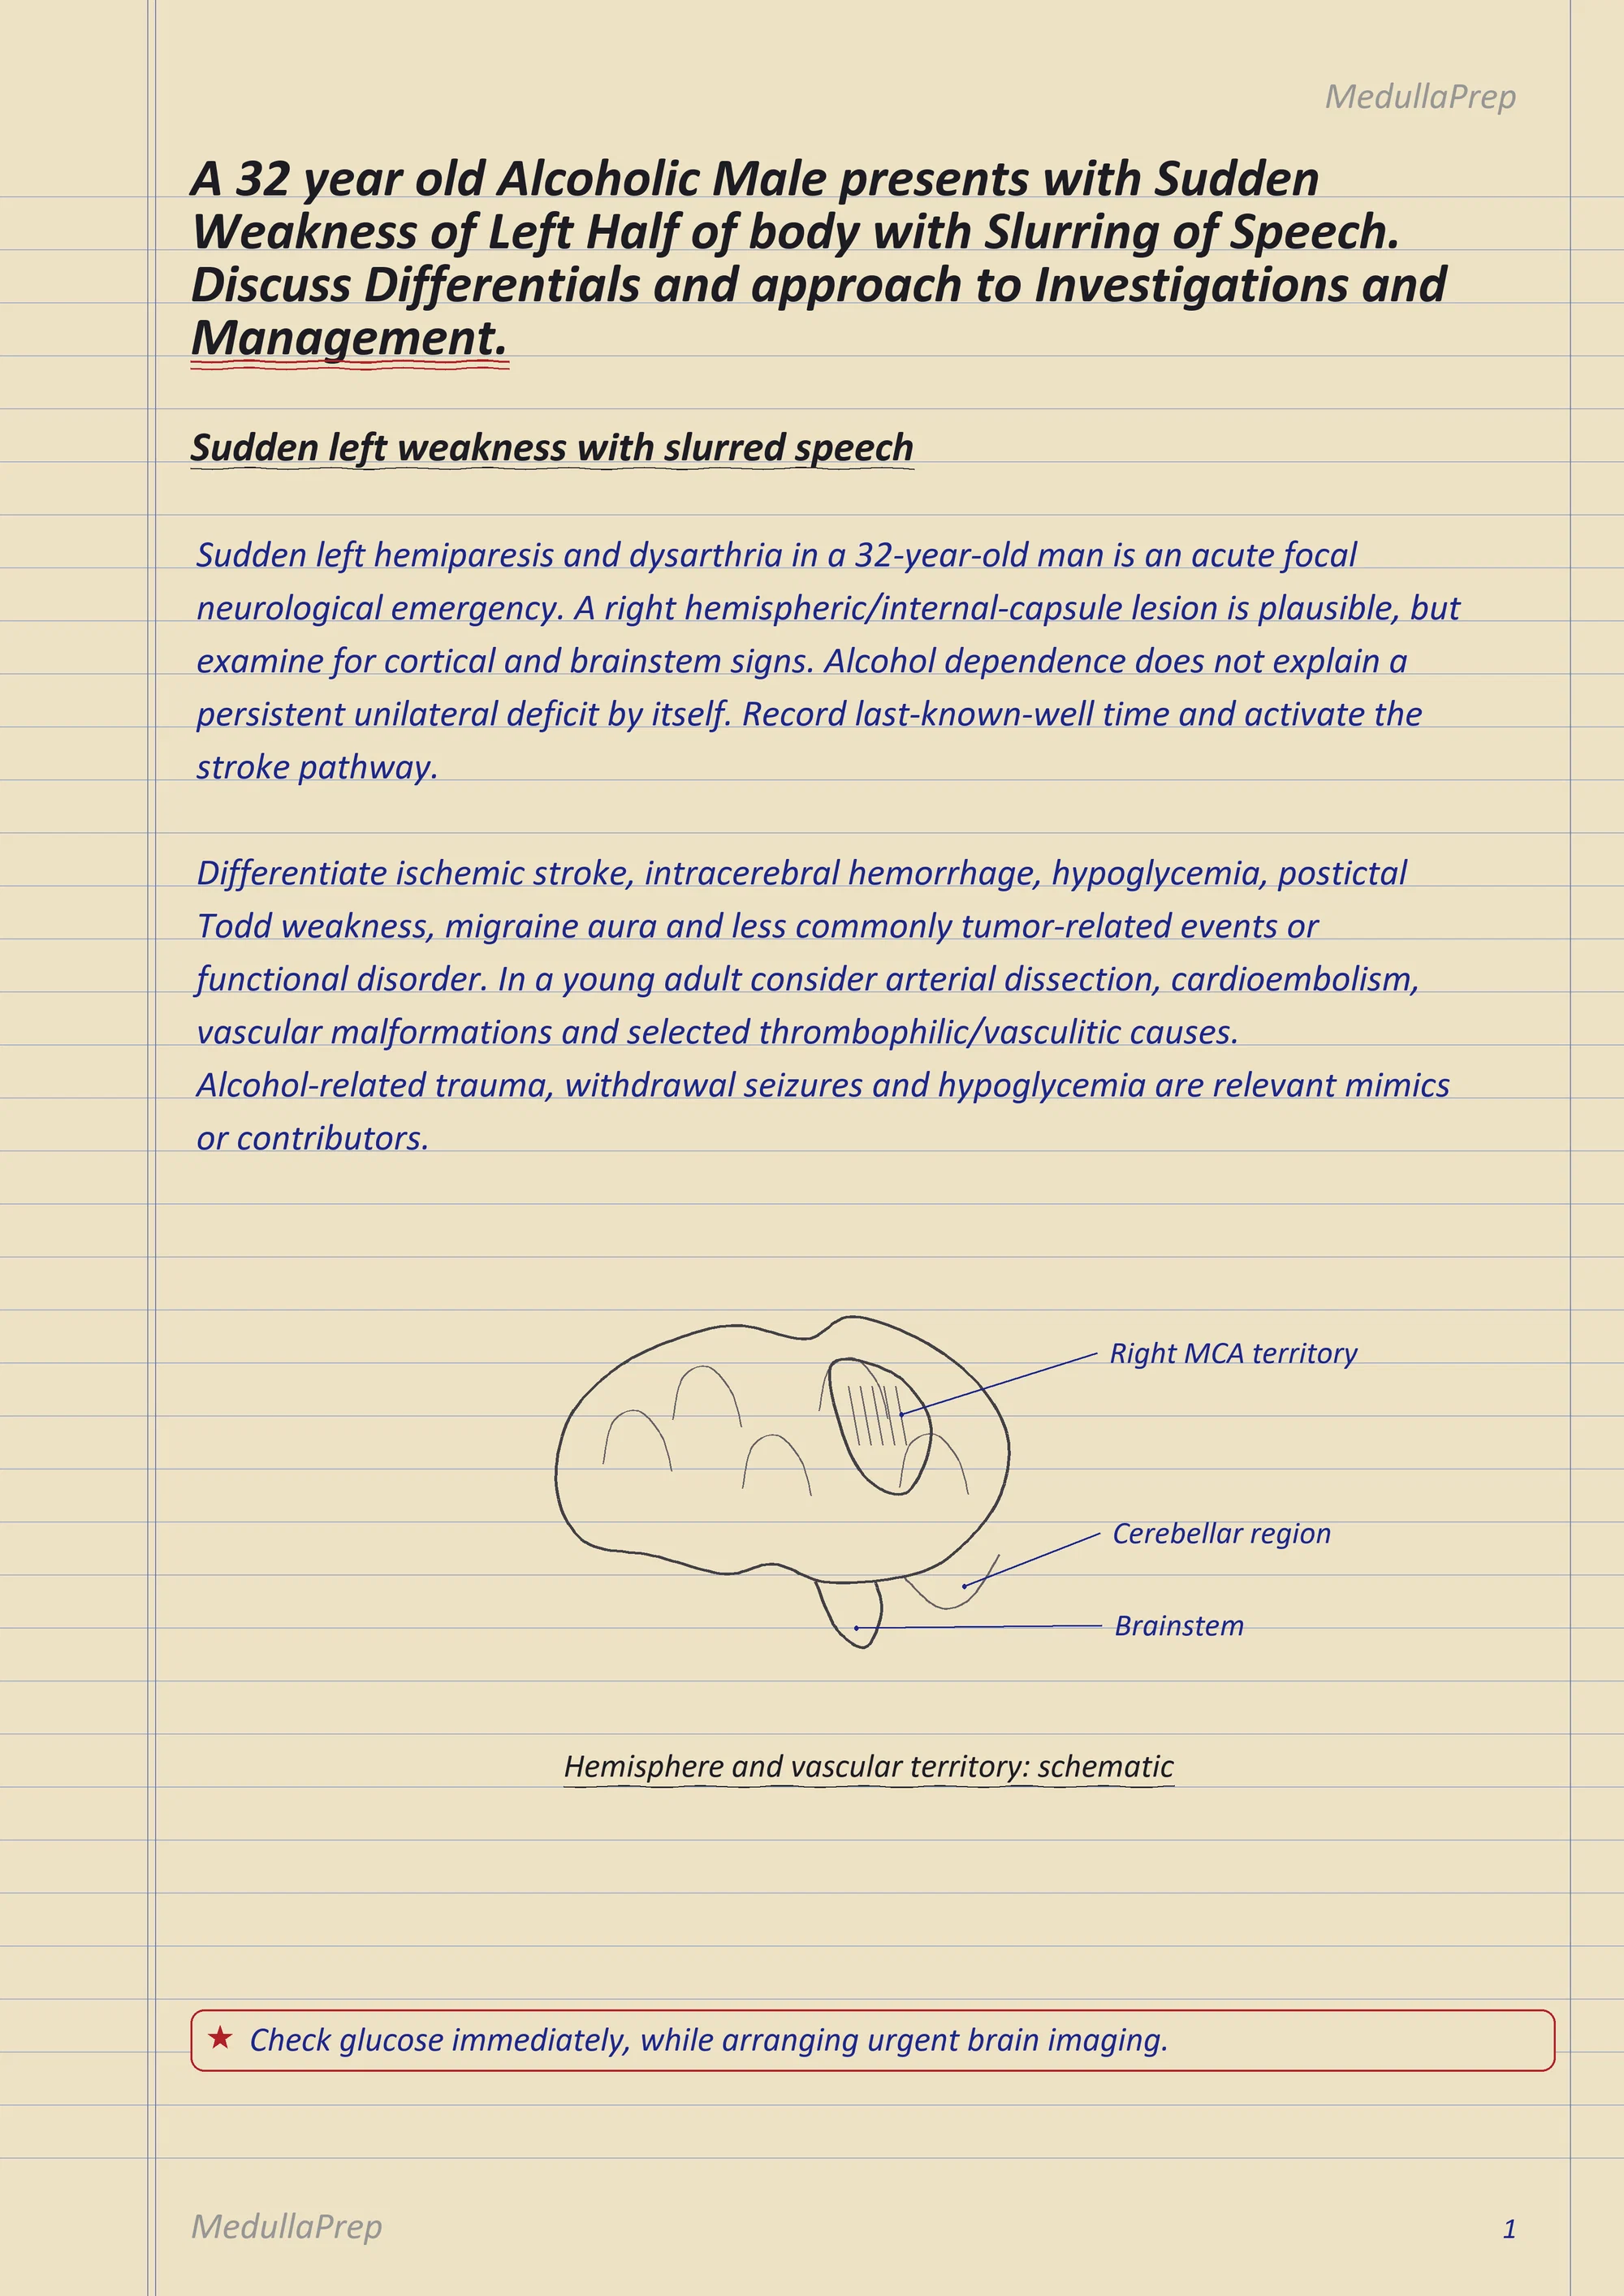 MedullaPrep
A 32 year old Alcoholic Male presents with Sudden
Weakness of Left Half of body with Slurring of Speech.
Discuss Differentials and approach to Investigations and
Management.
Sudden left weakness with slurred speech
Sudden left hemiparesis and dysarthria in a 32-year-old man is an acute focal
neurological emergency. A right hemispheric/internal-capsule lesion is plausible, but
examine for cortical and brainstem signs. Alcohol dependence does not explain a
persistent unilateral deficit by itself. Record last-known-well time and activate the
stroke pathway.
Differentiate ischemic stroke, intracerebral hemorrhage, hypoglycemia, postictal
Todd weakness, migraine aura and less commonly tumor-related events or
functional disorder. In a young adult consider arterial dissection, cardioembolism,
vascular malformations and selected thrombophilic/vasculitic causes.
Alcohol-related trauma, withdrawal seizures and hypoglycemia are relevant mimics
or contributors.
Right MCA territory
Cerebellar region
Brainstem
Hemisphere and vascular territory: schematic
★ Check glucose immediately, while arranging urgent brain imaging.
MedullaPrep
1